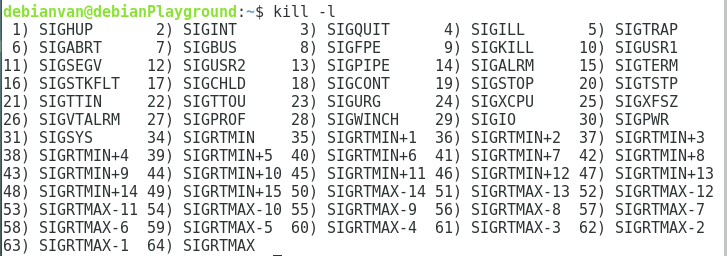 debianvan@debianPlayground:~$ kill -l
 1) SIGHUP       2) SIGINT       3) SIGQUIT      4) SIGILL       5) SIGTRAP
 6) SIGABRT      7) SIGBUS       8) SIGFPE       9) SIGKILL     10) SIGUSR1
11) SIGSEGV     12) SIGUSR2     13) SIGPIPE     14) SIGALRM     15) SIGTERM
16) SIGSTKFLT   17) SIGCHLD     18) SIGCONT     19) SIGSTOP     20) SIGTSTP
21) SIGTTIN     22) SIGTTOU     23) SIGURG      24) SIGXCPU     25) SIGXFSZ
26) SIGVTALRM   27) SIGPROF     28) SIGWINCH    29) SIGIO       30) SIGPWR
31) SIGSYS      34) SIGRTMIN    35) SIGRTMIN+1  36) SIGRTMIN+2  37) SIGRTMIN+3
38) SIGRTMIN+4  39) SIGRTMIN+5  40) SIGRTMIN+6  41) SIGRTMIN+7  42) SIGRTMIN+8
43) SIGRTMIN+9  44) SIGRTMIN+10 45) SIGRTMIN+11 46) SIGRTMIN+12 47) SIGRTMIN+13
48) SIGRTMIN+14 49) SIGRTMIN+15 50) SIGRTMAX-14 51) SIGRTMAX-13 52) SIGRTMAX-12
53) SIGRTMAX-11 54) SIGRTMAX-10 55) SIGRTMAX-9  56) SIGRTMAX-8  57) SIGRTMAX-7
58) SIGRTMAX-6  59) SIGRTMAX-5  60) SIGRTMAX-4  61) SIGRTMAX-3  62) SIGRTMAX-2
63) SIGRTMAX-1  64) SIGRTMAX